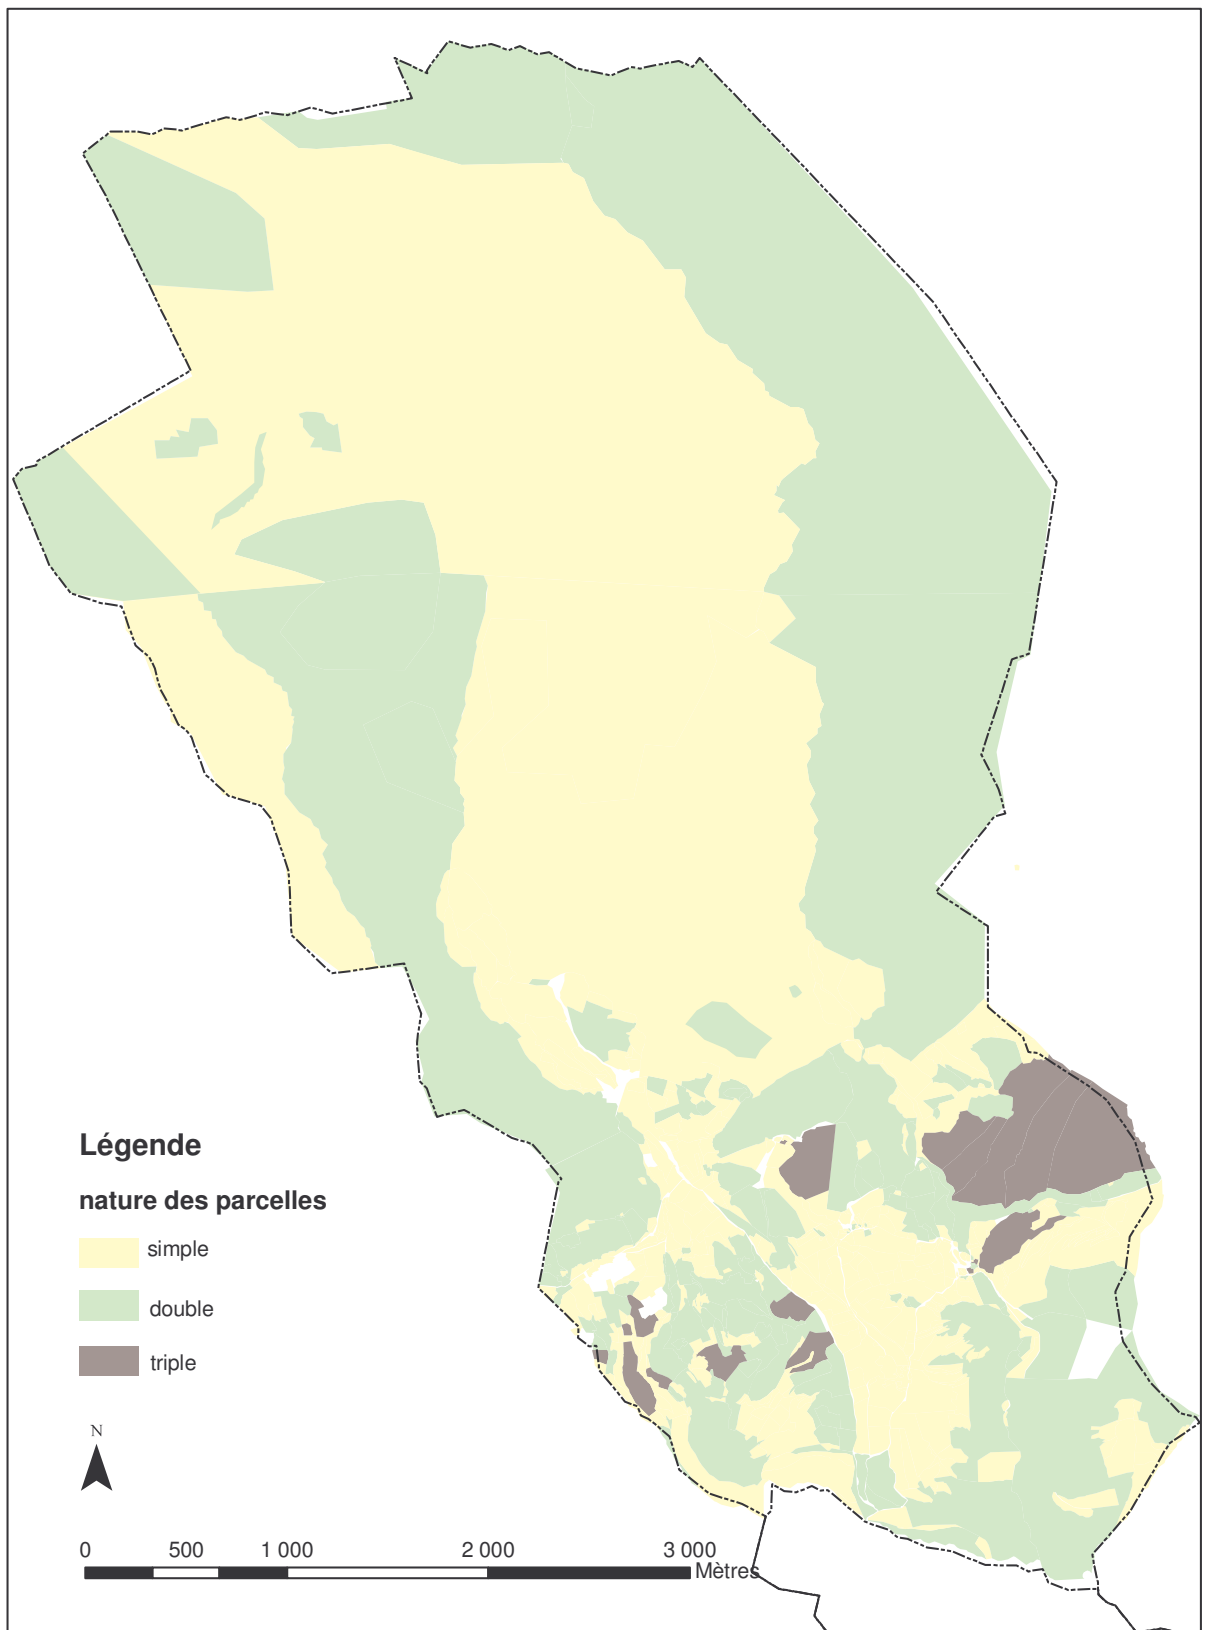 Légende
nature des parcelles
simple
double
triple
N
0 500 1 000 2 000 3 000
Mètres